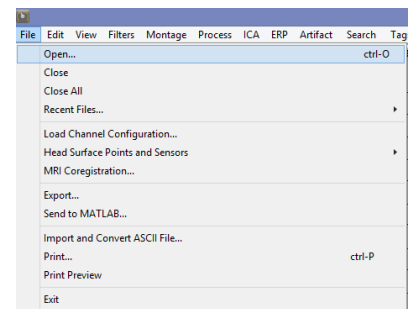 File Edit View Filters Montage Process ICA ERP Artifact Search Tag
Open... ctrl-O
Close
Close All
Recent Files...
Load Channel Configuration...
Head Surface Points and Sensors
MRI Coregistration...
Export...
Send to MATLAB...
Import and Convert ASCII File...
Print... ctrl-P
Print Preview
Exit